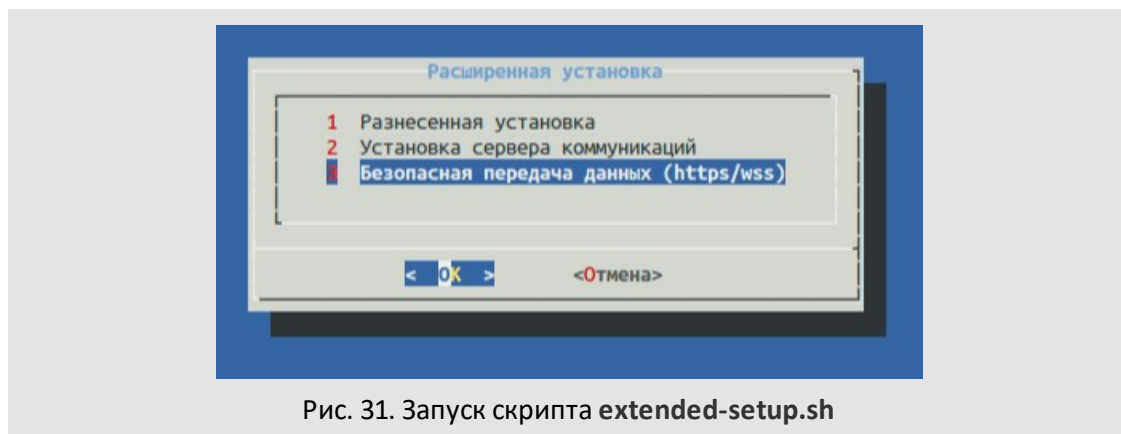 Расширенная установка
1 Разнесенная установка
2 Установка сервера коммуникаций
3 Безопасная передача данных (https/wss)
< OK > <Отмена>
Рис. 31. Запуск скрипта extended-setup.sh